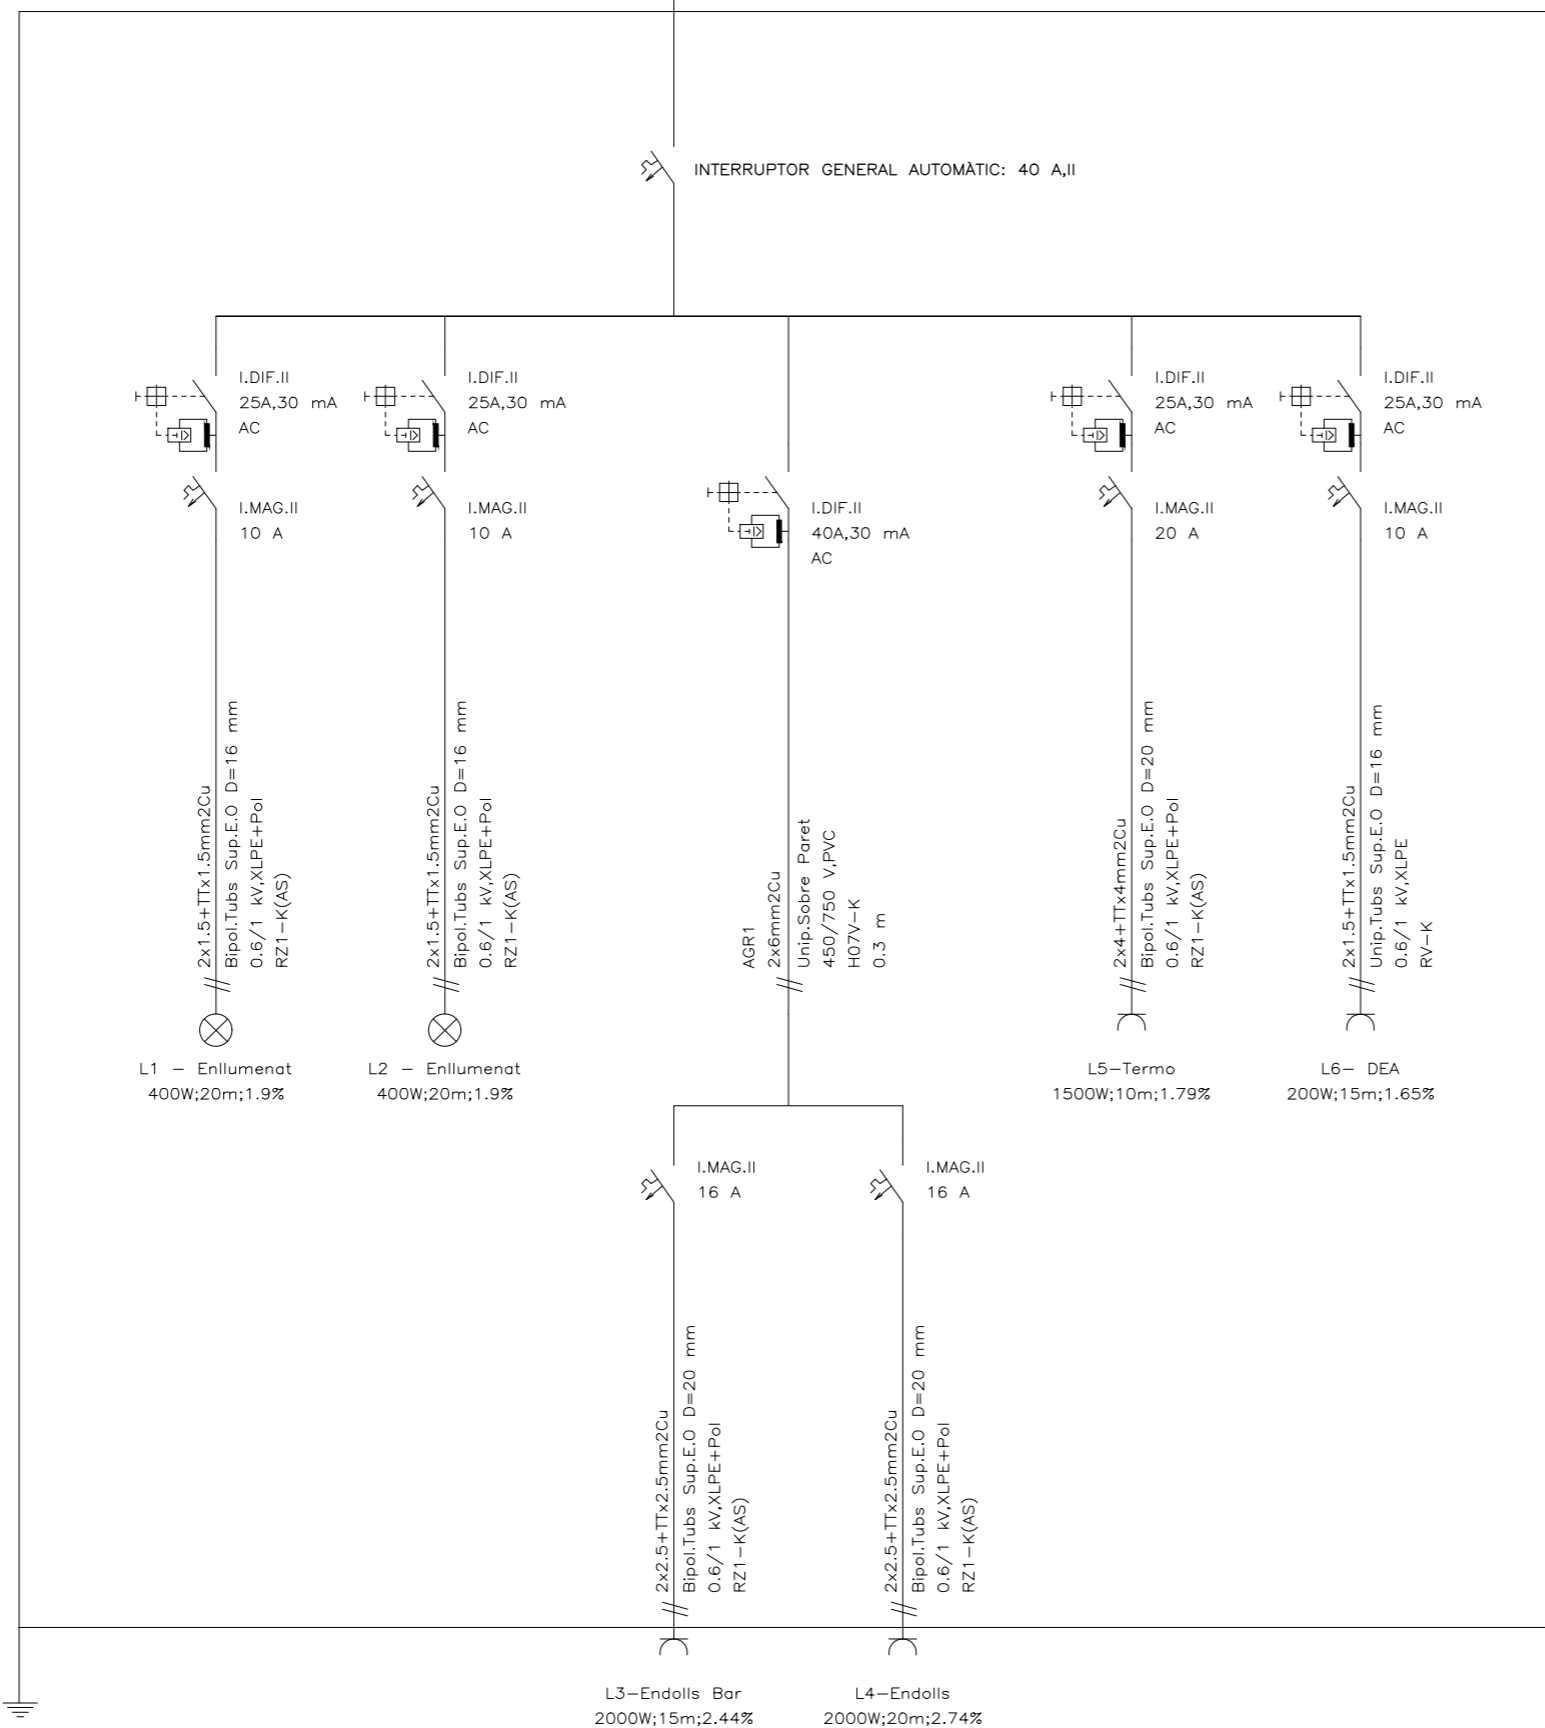 INTERRUPTOR GENERAL AUTOMÀTIC: 40 A,II
I.DIF.II
25A,30 mA
AC
I.MAG.II
10 A
2x1.5+TTx1.5mm2Cu
Bipol.Tubs Sup.E.O D=16 mm
0.6/1 kV,XLPE+Pol
RZ1-K(AS)
L1 - Enllumenat
400W;20m;1.9%
I.DIF.II
25A,30 mA
AC
I.MAG.II
10 A
2x1.5+TTx1.5mm2Cu
Bipol.Tubs Sup.E.O D=16 mm
0.6/1 kV,XLPE+Pol
RZ1-K(AS)
L2 - Enllumenat
400W;20m;1.9%
I.DIF.II
40A,30 mA
AC
AGR1
2x6mm2Cu
Unip.Sobre Paret
450/750 V,PVC
H07V-K
0.3 m
I.DIF.II
25A,30 mA
AC
I.MAG.II
20 A
2x4+TTx4mm2Cu
Bipol.Tubs Sup.E.O D=20 mm
0.6/1 kV,XLPE+Pol
RZ1-K(AS)
L5-Termo
1500W;10m;1.79%
I.DIF.II
25A,30 mA
AC
I.MAG.II
10 A
2x1.5+TTx1.5mm2Cu
Unip.Tubs Sup.E.O D=16 mm
0.6/1 kV,XLPE
RV-K
L6- DEA
200W;15m;1.65%
I.MAG.II
16 A
2x2.5+TTx2.5mm2Cu
Bipol.Tubs Sup.E.O D=20 mm
0.6/1 kV,XLPE+Pol
RZ1-K(AS)
L3-Endolls Bar
2000W;15m;2.44%
I.MAG.II
16 A
2x2.5+TTx2.5mm2Cu
Bipol.Tubs Sup.E.O D=20 mm
0.6/1 kV,XLPE+Pol
RZ1-K(AS)
L4-Endolls
2000W;20m;2.74%